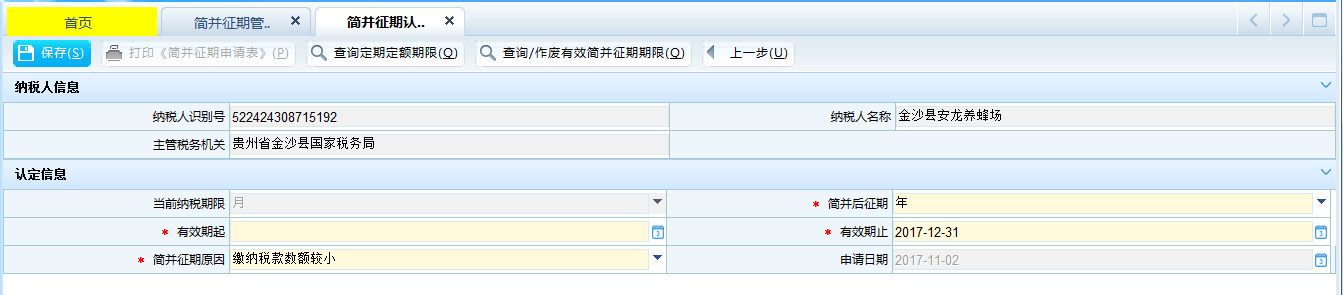 首页 简并征期管.. 简并征期认..
保存(S) 打印《简并征期申请表》(P) 查询定期定额期限(Q) 查询/作废有效简并征期期限(Q) 上一步(U)
纳税人信息
纳税人识别号 522424308715192 纳税人名称 金沙县安龙养蜂场
主管税务机关 贵州省金沙县国家税务局
认定信息
当前纳税期限 月 * 简并后征期 年
* 有效期起 * 有效期止 2017-12-31
* 简并征期原因 缴纳税款数额较小 申请日期 2017-11-02